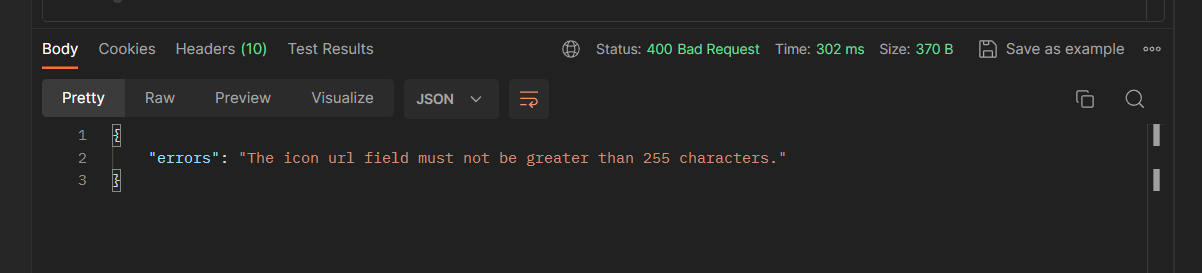 Body Cookies Headers (10) Test Results Status: 400 Bad Request Time: 302 ms Size: 370 B Save as example
Pretty Raw Preview Visualize JSON
1 {
2 "errors": "The icon url field must not be greater than 255 characters."
3 }